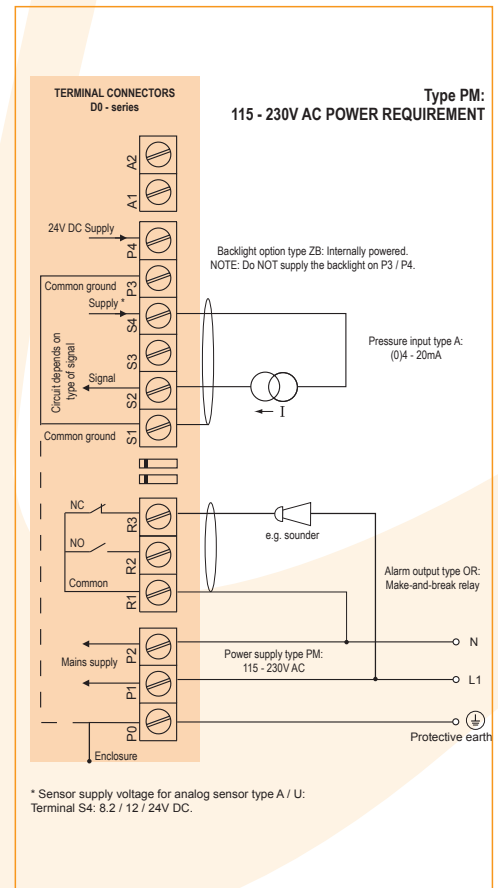 TERMINAL CONNECTORS
D0 - series
Type PM:
115 - 230V AC POWER REQUIREMENT
A2
A1
24V DC Supply
P4
Backlight option type ZB: Internally powered.
NOTE: Do NOT supply the backlight on P3 / P4.
Common ground
P3
Supply *
S4
Pressure input type A:
(0)4 - 20mA
Circuit depends on
type of signal
S3
Signal
S2
I
Common ground
S1
NC
R3
e.g. sounder
NO
R2
Alarm output type OR:
Make-and-break relay
Common
R1
Mains supply
P2
Power supply type PM:
115 - 230V AC
N
P1
L1
P0
Protective earth
Enclosure
* Sensor supply voltage for analog sensor type A / U:
Terminal S4: 8.2 / 12 / 24V DC.